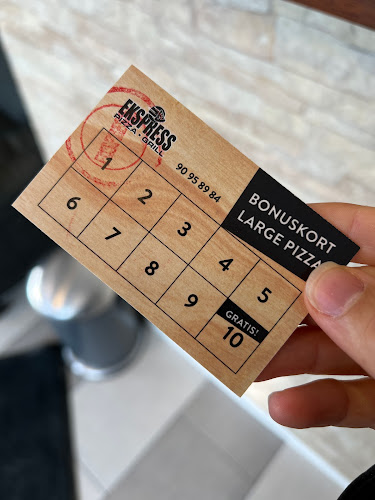 EKSPRESS
PIZZA & GRILL
90 95 89 84
BONUSKORT
LARGE PIZZA
1 2 3 4 5
6 7 8 9 GRATIS!
10